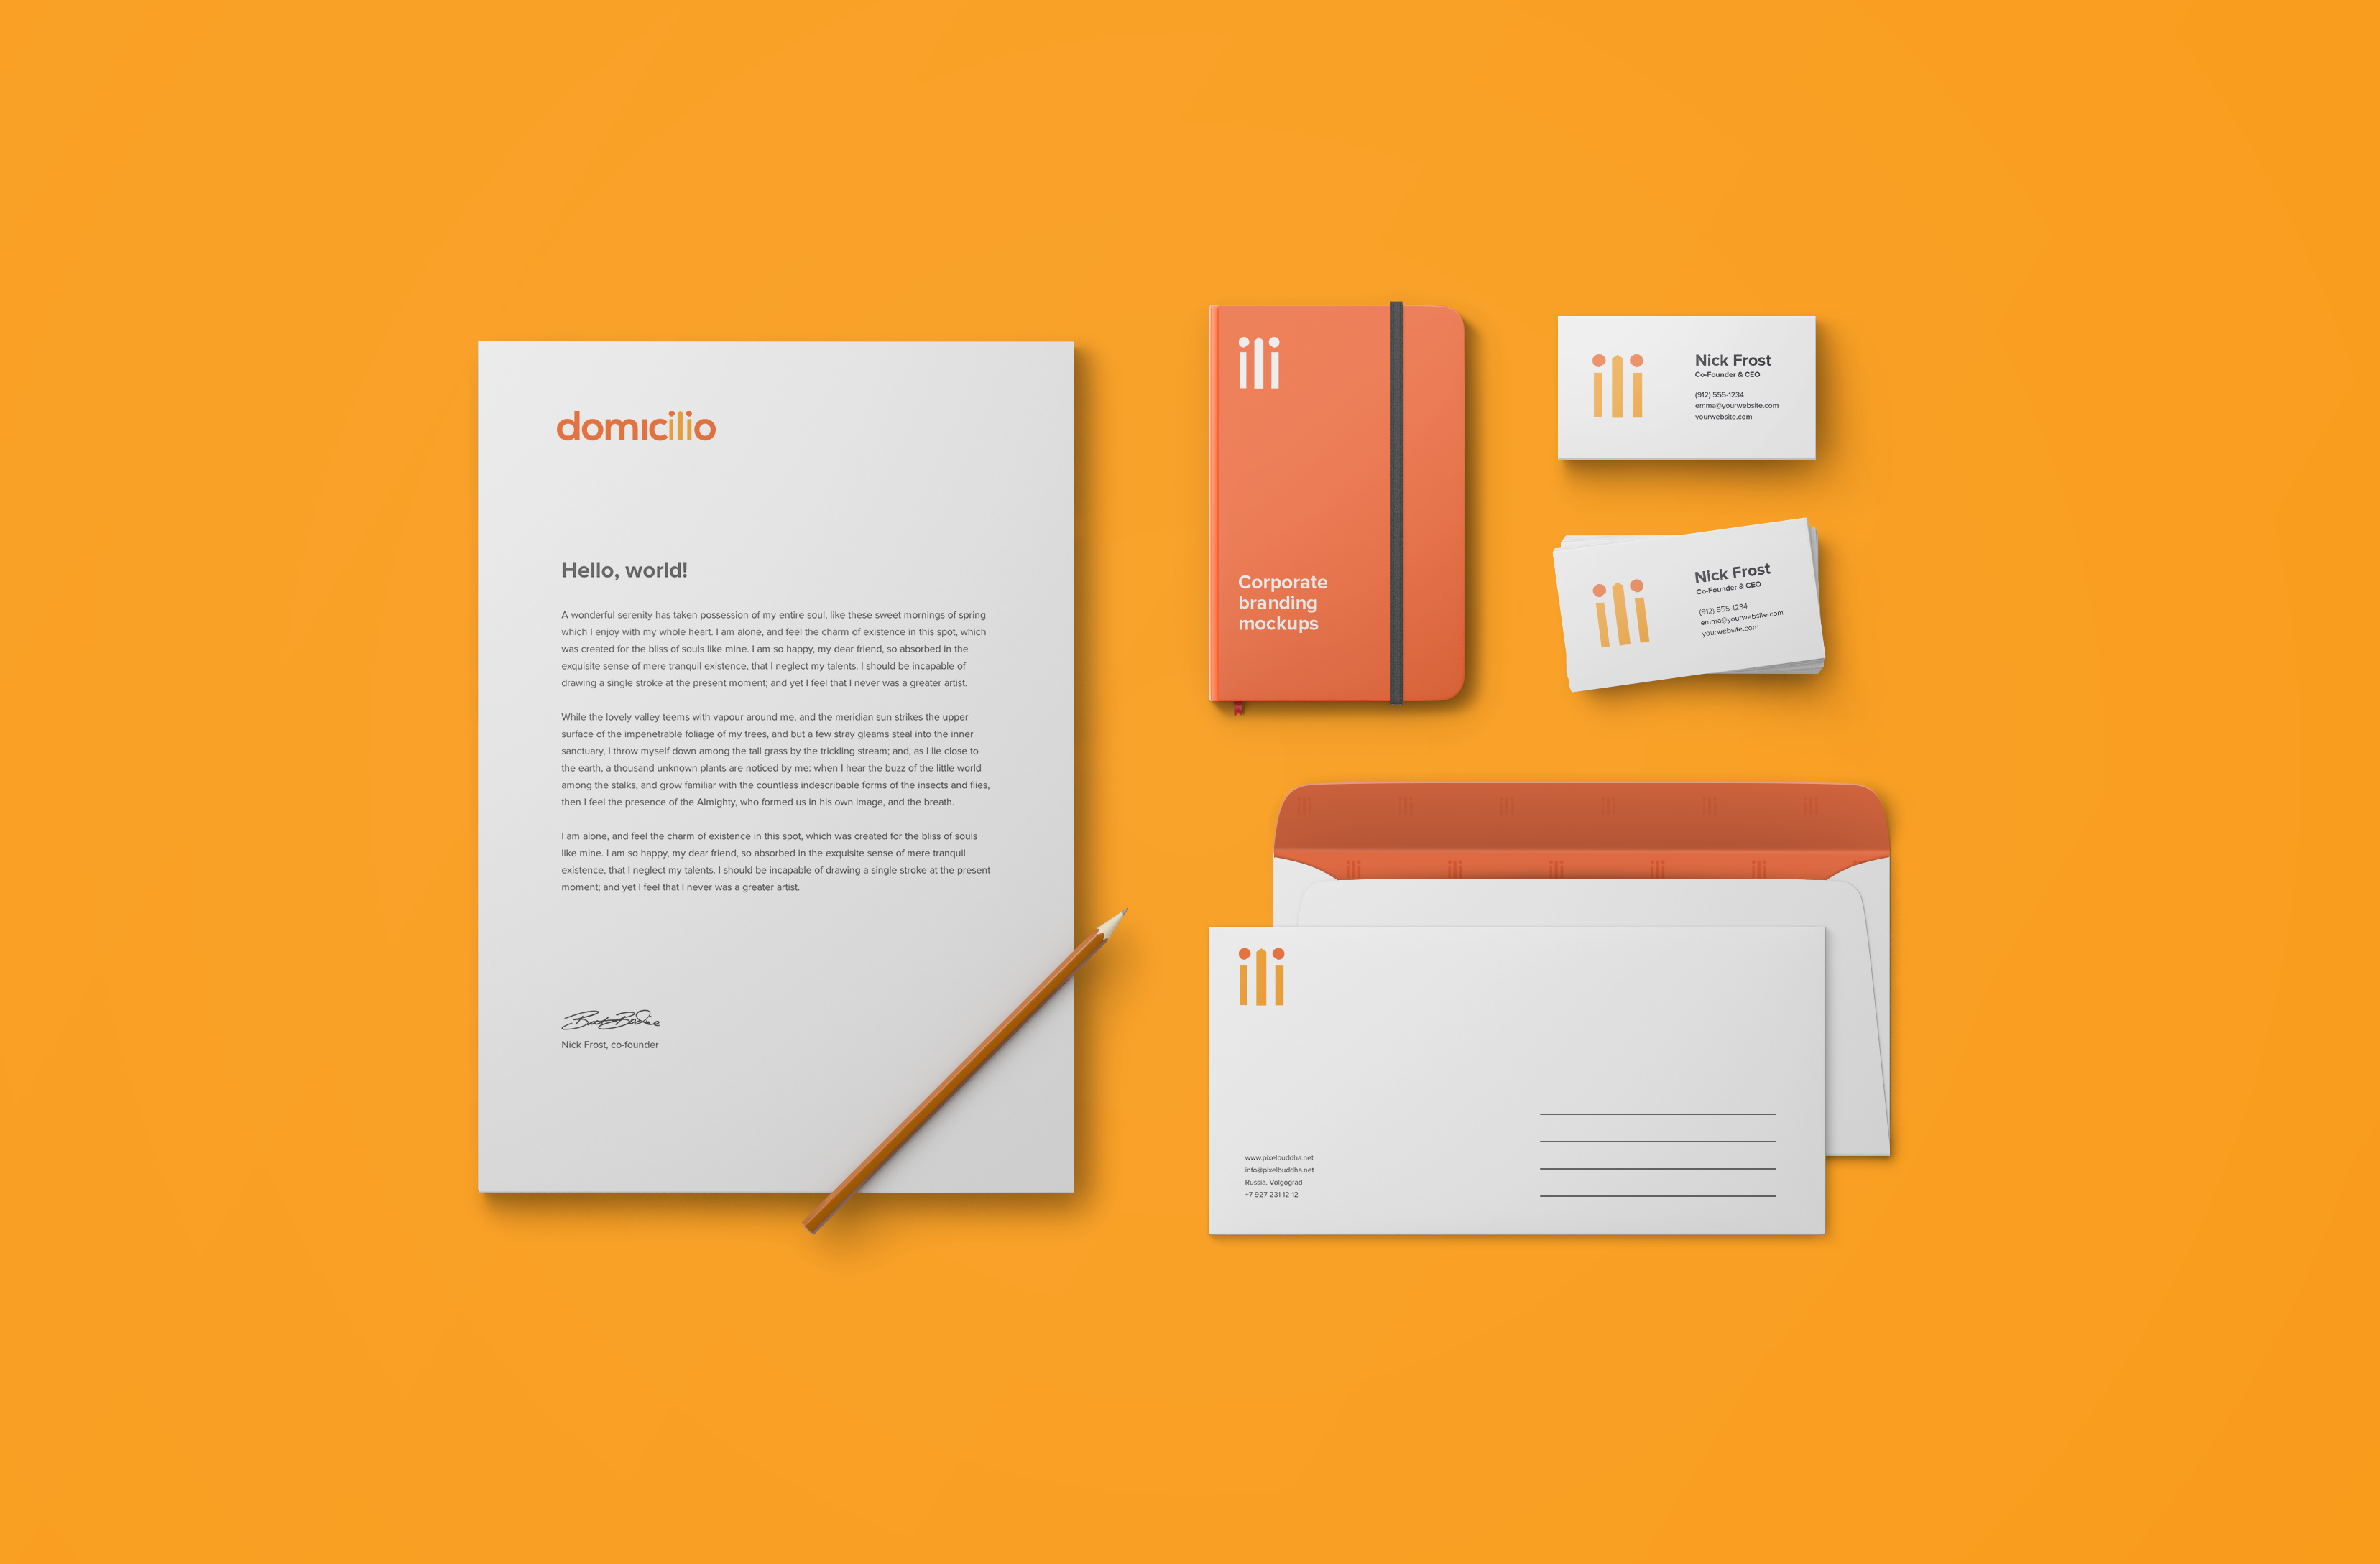 domicilio
Hello, world!
A wonderful serenity has taken possession of my entire soul, like these sweet mornings of spring
which I enjoy with my whole heart. I am alone, and feel the charm of existence in this spot, which
was created for the bliss of souls like mine. I am so happy, my dear friend, so absorbed in the
exquisite sense of mere tranquil existence, that I neglect my talents. I should be incapable of
drawing a single stroke at the present moment; and yet I feel that I never was a greater artist.
While the lovely valley teems with vapour around me, and the meridian sun strikes the upper
surface of the impenetrable foliage of my trees, and but a few stray gleams steal into the inner
sanctuary, I throw myself down among the tall grass by the trickling stream; and, as I lie close to
the earth, a thousand unknown plants are noticed by me: when I hear the buzz of the little world
among the stalks, and grow familiar with the countless indescribable forms of the insects and flies,
then I feel the presence of the Almighty, who formed us in his own image, and the breath.
I am alone, and feel the charm of existence in this spot, which was created for the bliss of souls
like mine. I am so happy, my dear friend, so absorbed in the exquisite sense of mere tranquil
existence, that I neglect my talents. I should be incapable of drawing a single stroke at the present
moment; and yet I feel that I never was a greater artist.
Nick Frost, co-founder
ili
Corporate
branding
mockups
ili
Nick Frost
Co-Founder & CEO
(912) 555-1234
emma@yourwebsite.com
yourwebsite.com
ili
Nick Frost
Co-Founder & CEO
(912) 555-1234
emma@yourwebsite.com
yourwebsite.com
ili
www.pixelbuddha.net
info@pixelbuddha.net
Russia, Volgograd
+7 927 231 12 12